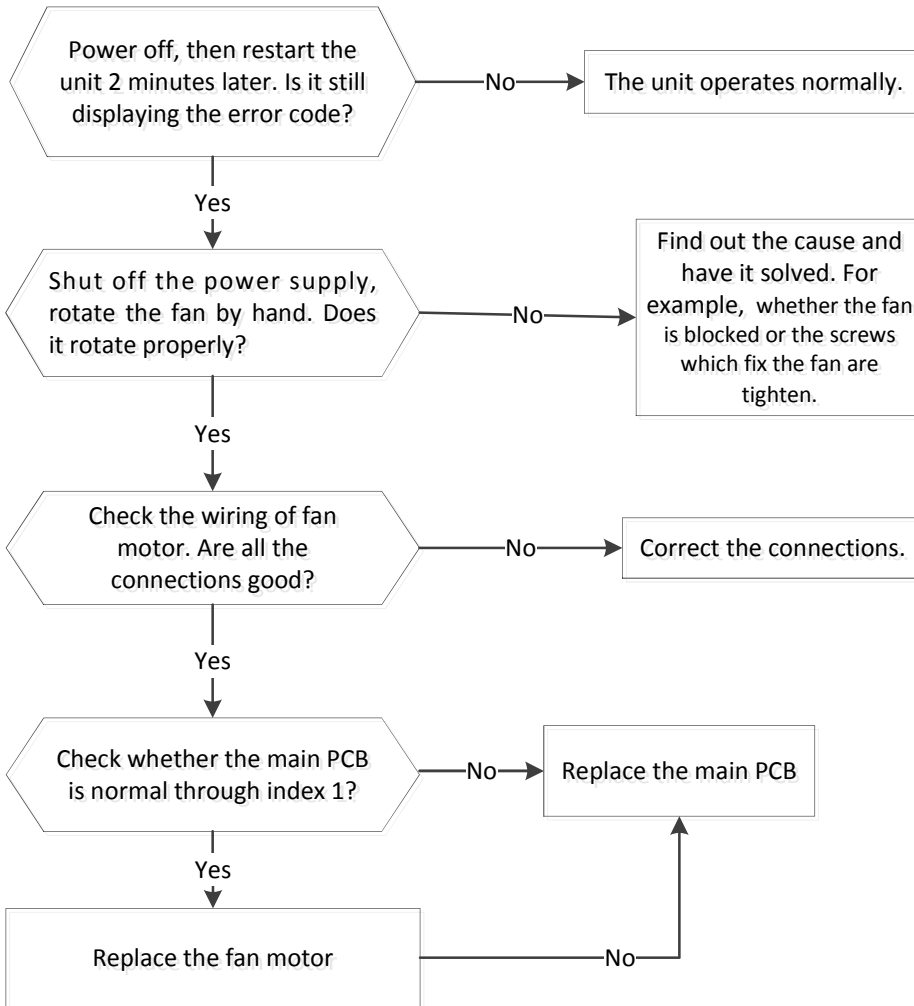 Power off, then restart the
unit 2 minutes later. Is it still
displaying the error code?
No
The unit operates normally.
Yes
Shut off the power supply,
rotate the fan by hand. Does
it rotate properly?
No
Find out the cause and
have it solved. For
example, whether the fan
is blocked or the screws
which fix the fan are
tighten.
Yes
Check the wiring of fan
motor. Are all the
connections good?
No
Correct the connections.
Yes
Check whether the main PCB
is normal through index 1?
No
Replace the main PCB
Yes
Replace the fan motor
No